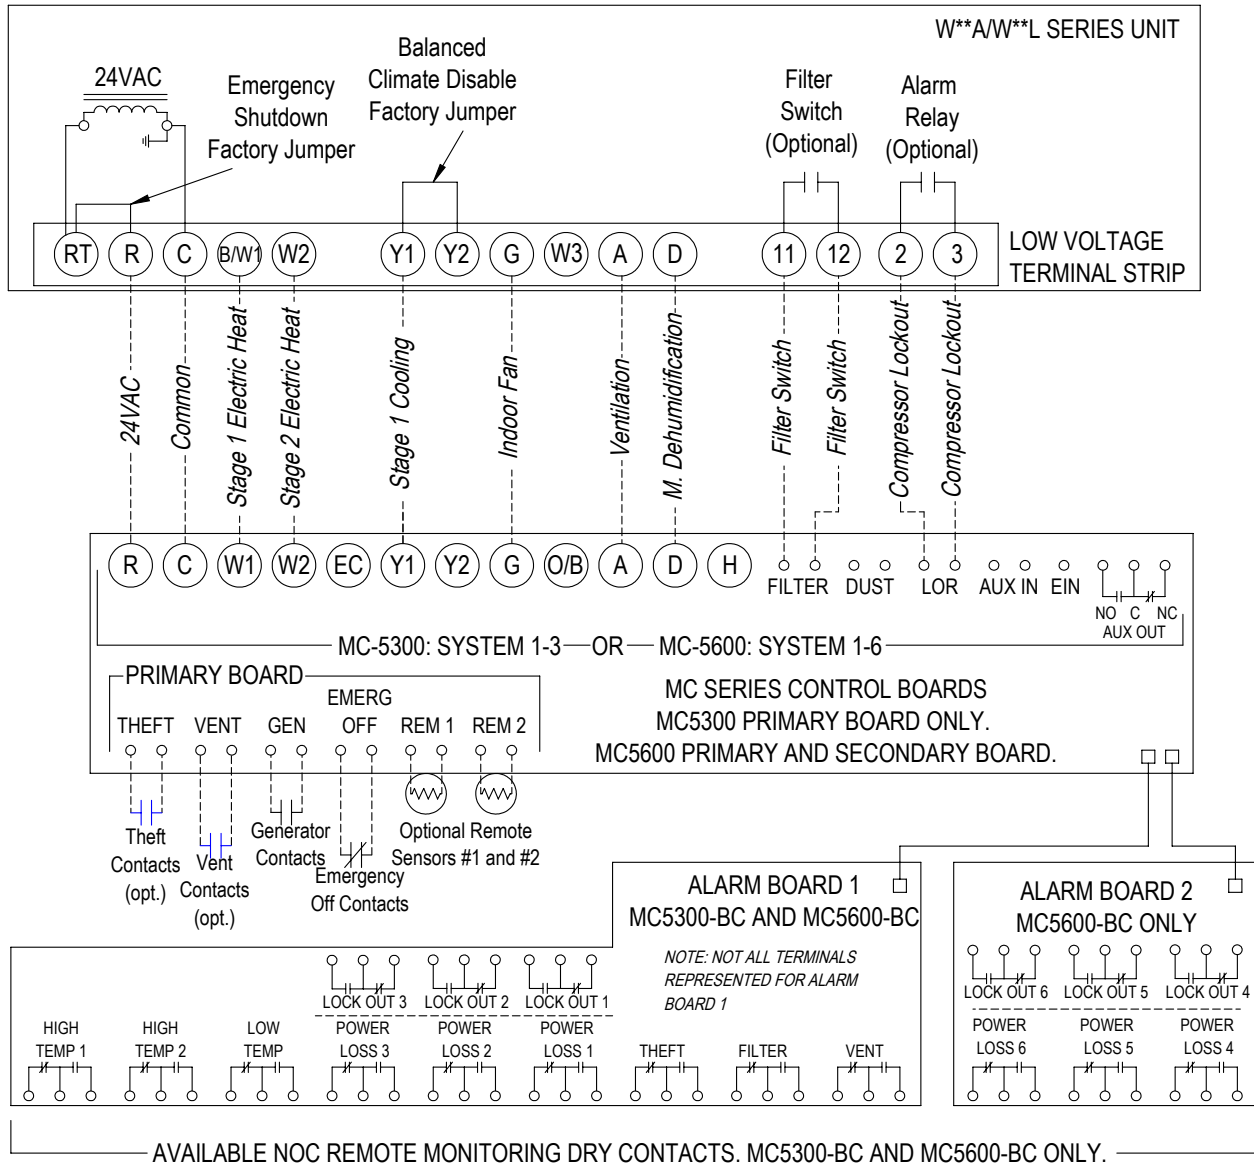 W**A/W**L SERIES UNIT
24VAC
Emergency
Shutdown
Factory Jumper
Balanced
Climate Disable
Factory Jumper
Filter
Switch
(Optional)
Alarm
Relay
(Optional)
RT R C B/W1 W2 Y1 Y2 G W3 A D 11 12 2 3
LOW VOLTAGE
TERMINAL STRIP
24VAC
Common
Stage 1 Electric Heat
Stage 2 Electric Heat
Stage 1 Cooling
Indoor Fan
Ventilation
M. Dehumidification
Filter Switch
Filter Switch
Compressor Lockout
Compressor Lockout
R C W1 W2 EC Y1 Y2 G O/B A D H
FILTER DUST LOR AUX IN EIN
NO C NC
AUX OUT
MC-5300: SYSTEM 1-3 OR MC-5600: SYSTEM 1-6
PRIMARY BOARD
THEFT VENT GEN
EMERG
OFF
REM 1 REM 2
MC SERIES CONTROL BOARDS
MC5300 PRIMARY BOARD ONLY.
MC5600 PRIMARY AND SECONDARY BOARD.
Theft
Contacts
(opt.)
Vent
Contacts
(opt.)
Generator
Contacts
Emergency
Off Contacts
Optional Remote
Sensors #1 and #2
ALARM BOARD 1
MC5300-BC AND MC5600-BC
NOTE: NOT ALL TERMINALS
REPRESENTED FOR ALARM
BOARD 1
ALARM BOARD 2
MC5600-BC ONLY
LOCK OUT 3 LOCK OUT 2 LOCK OUT 1
LOCK OUT 6 LOCK OUT 5 LOCK OUT 4
HIGH
TEMP 1
HIGH
TEMP 2
LOW
TEMP
POWER
LOSS 3
POWER
LOSS 2
POWER
LOSS 1
THEFT
FILTER
VENT
POWER
LOSS 6
POWER
LOSS 5
POWER
LOSS 4
AVAILABLE NOC REMOTE MONITORING DRY CONTACTS. MC5300-BC AND MC5600-BC ONLY.